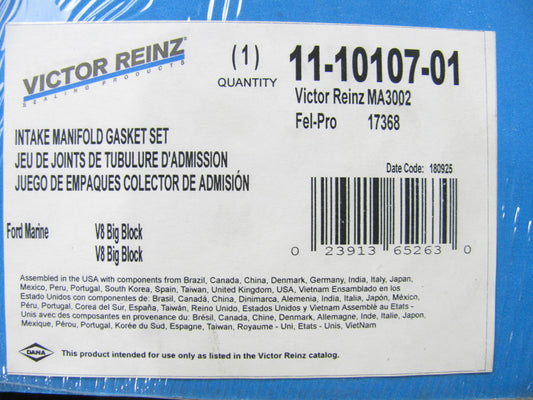 VICTOR REINZ®
SEALING PRODUCTS
(1)
QUANTITY
11-10107-01
Victor Reinz MA3002
Fel-Pro 17368
INTAKE MANIFOLD GASKET SET
JEU DE JOINTS DE TUBULURE D'ADMISSION
JUEGO DE EMPAQUES COLECTOR DE ADMISIÓN
Date Code: 180925
Ford Marine V8 Big Block
V8 Big Block
0 23913 65263 0
Assembled in the USA with components from Brazil, Canada, China, Denmark, Germany, India, Italy, Japan,
Mexico, Peru, Portugal, South Korea, Spain, Taiwan, United Kingdom, USA, Vietnam Ensamblado en los
Estado Unidos con componentes de: Brasil, Canadá, China, Dinimarca, Alemenia, India, Italia, Japón, México,
Péru, Portugal, Corea del Sur, España, Taiwán, Reino Unido, Estados Unidos y Vietnam Assemblé au Etats -
Unis avec des composantes en provenance de: Brésil, Canada, Chine, Denmark, Allemagne, Inde, Italie, Japon,
Mexique, Pérou, Portugal, Corée du Sud, Espagne, Taiwan, Royaume - Uni, Etats - Unis, VietNam
DANA
This product intended for use only as listed in the Victor Reinz catalog.